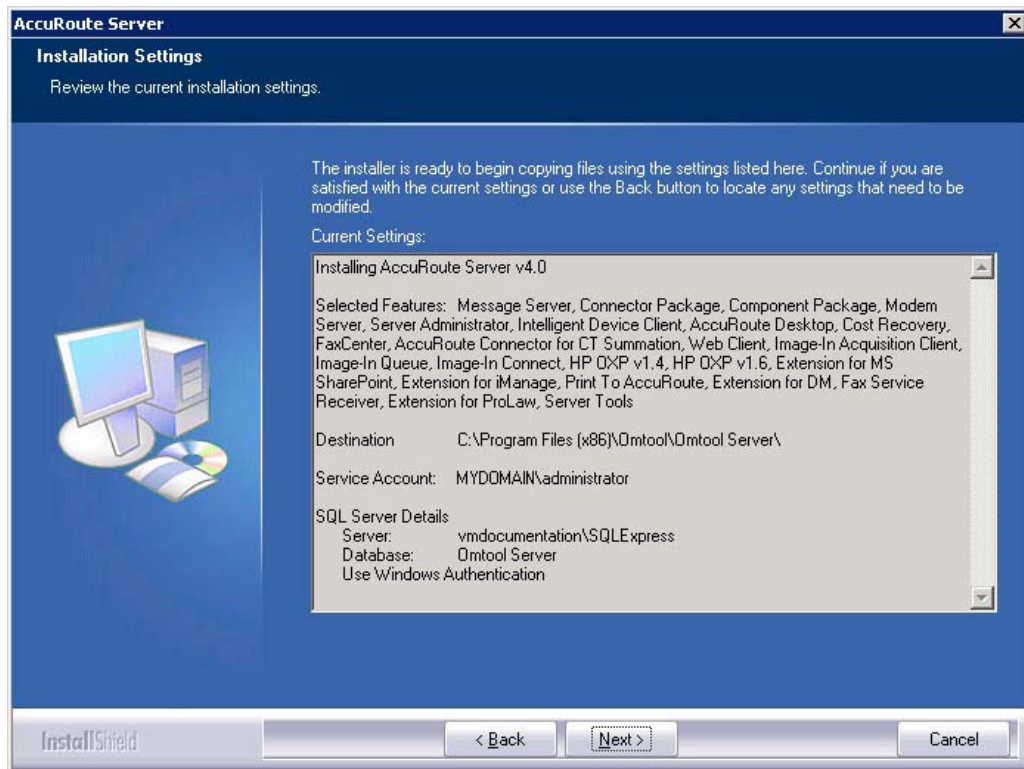 AccuRoute Server
Installation Settings
Review the current installation settings.
The installer is ready to begin copying files using the settings listed here. Continue if you are
satisfied with the current settings or use the Back button to locate any settings that need to be
modified.
Current Settings:
Installing AccuRoute Server v4.0
Selected Features: Message Server, Connector Package, Component Package, Modem
Server, Server Administrator, Intelligent Device Client, AccuRoute Desktop, Cost Recovery,
FaxCenter, AccuRoute Connector for CT Summation, Web Client, Image-In Acquisition Client,
Image-In Queue, Image-In Connect, HP OXP v1.4, HP OXP v1.6, Extension for MS
SharePoint, Extension for iManage, Print To AccuRoute, Extension for DM, Fax Service
Receiver, Extension for ProLaw, Server Tools
Destination C:\Program Files (x86)\Omtool\Omtool Server\
Service Account: MYDOMAIN\administrator
SQL Server Details
Server: vmdocumentation\SQLExpress
Database: Omtool Server
Use Windows Authentication
InstallShield
< Back
Next >
Cancel